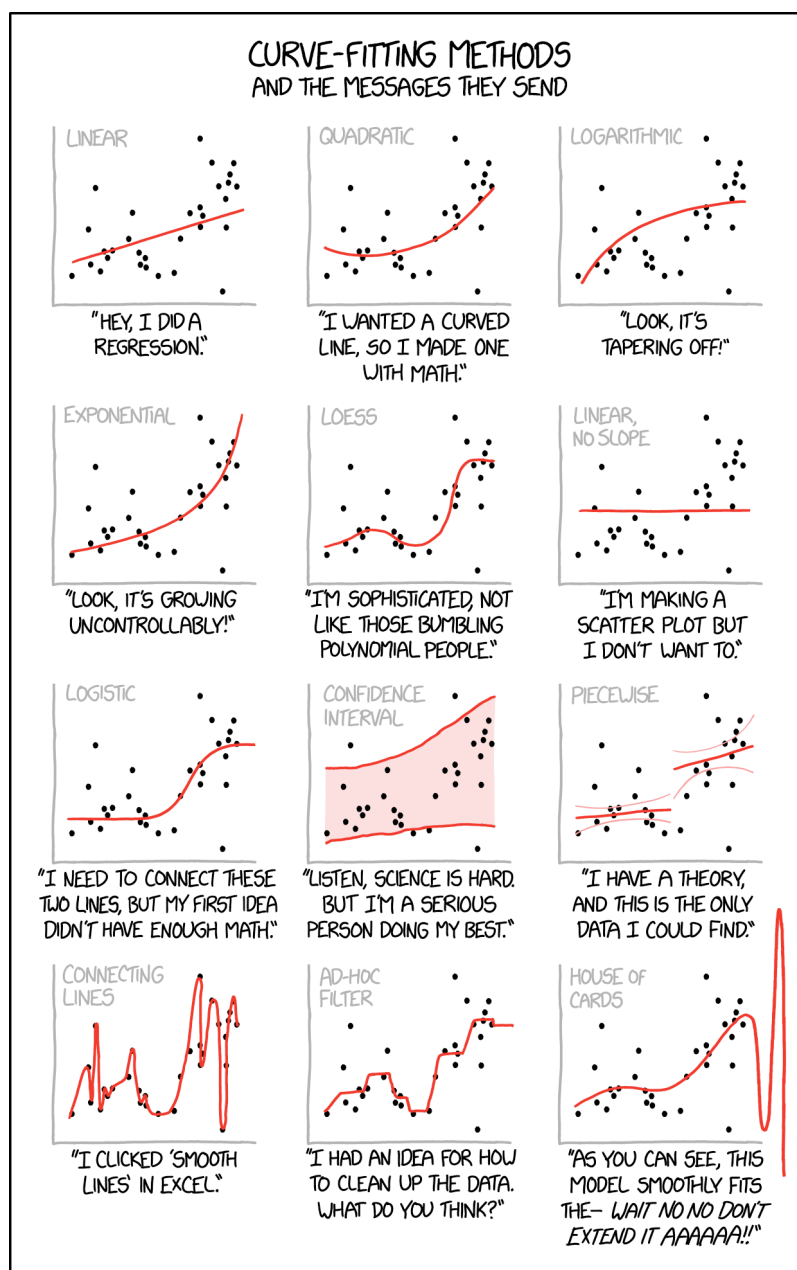 CURVE-FITTING METHODS
AND THE MESSAGES THEY SEND
LINEAR
"HEY, I DID A
REGRESSION."
QUADRATIC
"I WANTED A CURVED
LINE, SO I MADE ONE
WITH MATH."
LOGARITHMIC
"LOOK, IT'S
TAPERING OFF!"
EXPONENTIAL
"LOOK, IT'S GROWING
UNCONTROLLABLY!"
LOESS
"I'M SOPHISTICATED, NOT
LIKE THOSE BUMBLING
POLYNOMIAL PEOPLE."
LINEAR,
NO SLOPE
"I'M MAKING A
SCATTER PLOT BUT
I DON'T WANT TO."
LOGISTIC
"I NEED TO CONNECT THESE
TWO LINES, BUT MY FIRST IDEA
DIDN'T HAVE ENOUGH MATH."
CONFIDENCE
INTERVAL
"LISTEN, SCIENCE IS HARD.
BUT I'M A SERIOUS
PERSON DOING MY BEST."
PIECEWISE
"I HAVE A THEORY,
AND THIS IS THE ONLY
DATA I COULD FIND."
CONNECTING
LINES
"I CLICKED 'SMOOTH
LINES' IN EXCEL."
AD-HOC
FILTER
"I HAD AN IDEA FOR HOW
TO CLEAN UP THE DATA.
WHAT DO YOU THINK?"
HOUSE OF
CARDS
"AS YOU CAN SEE, THIS
MODEL SMOOTHLY FITS
THE— WAIT NO NO DON'T
EXTEND IT AAAAAA!!"